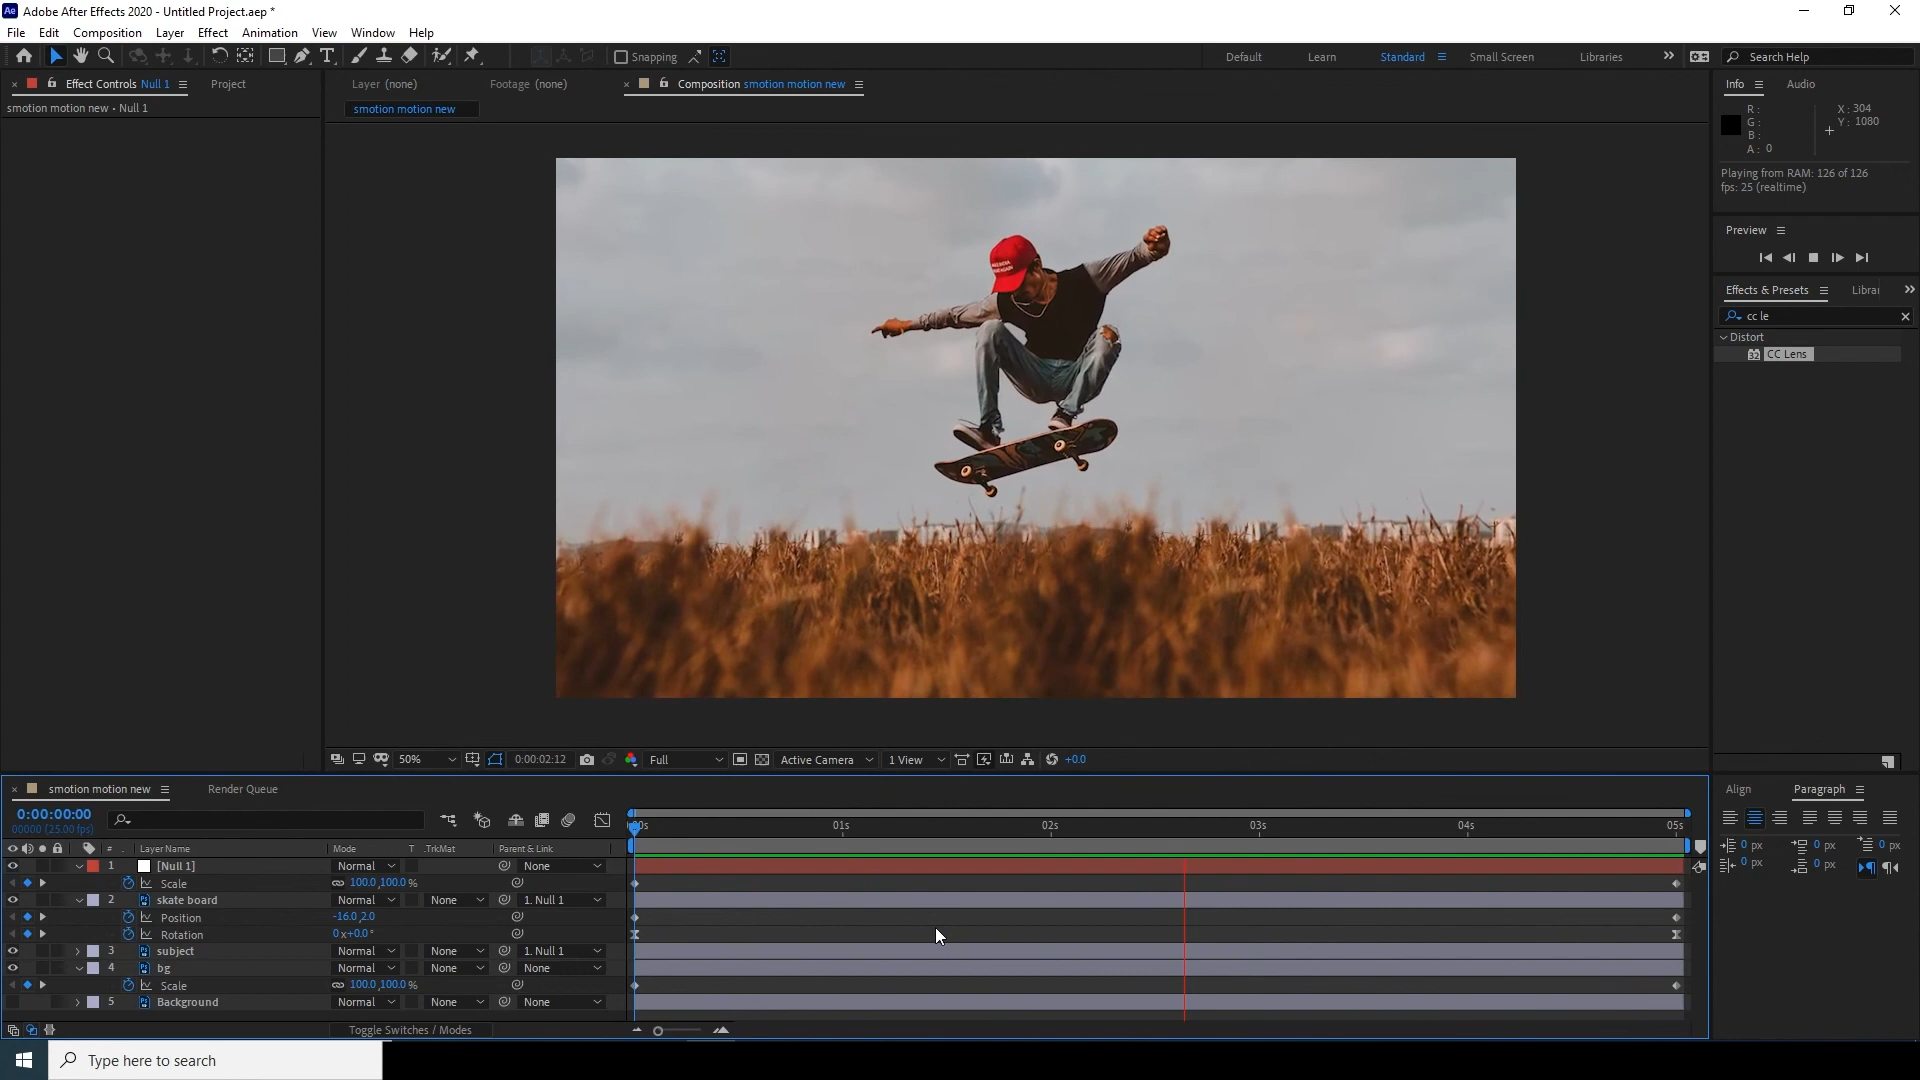 Ae Adobe After Effects 2020 - Untitled Project.aep *
File Edit Composition Layer Effect Animation View Window Help
Snapping Default Learn Standard Small Screen Libraries Search Help
Effect Controls Null 1 Project Layer (none) Footage (none) Composition smotion motion new Info Audio
smotion motion new • Null 1
smotion motion new
R :
G :
B :
A : 0
X : 304
Y : 1080
Playing from RAM: 126 of 126
fps: 25 (realtime)
Preview
Effects & Presets Librar
cc le
Distort
32 CC Lens
50% 0:00:02:12 Full Active Camera 1 View +0.0
smotion motion new Render Queue
Align Paragraph
0:00:00:00
00000 (25.00 fps)
00s 01s 02s 03s 04s 05s
# Layer Name Mode T .TrkMat Parent & Link
1 [Null 1] Normal None
Scale 100.0,100.0 %
2 skate board Normal None 1. Null 1
Position -16.0,2.0
Rotation 0 x+0.0 °
3 subject Normal None 1. Null 1
4 bg Normal None None
Scale 100.0,100.0 %
5 Background Normal None None
0 px 0 px 0 px
0 px 0 px
Toggle Switches / Modes
Type here to search